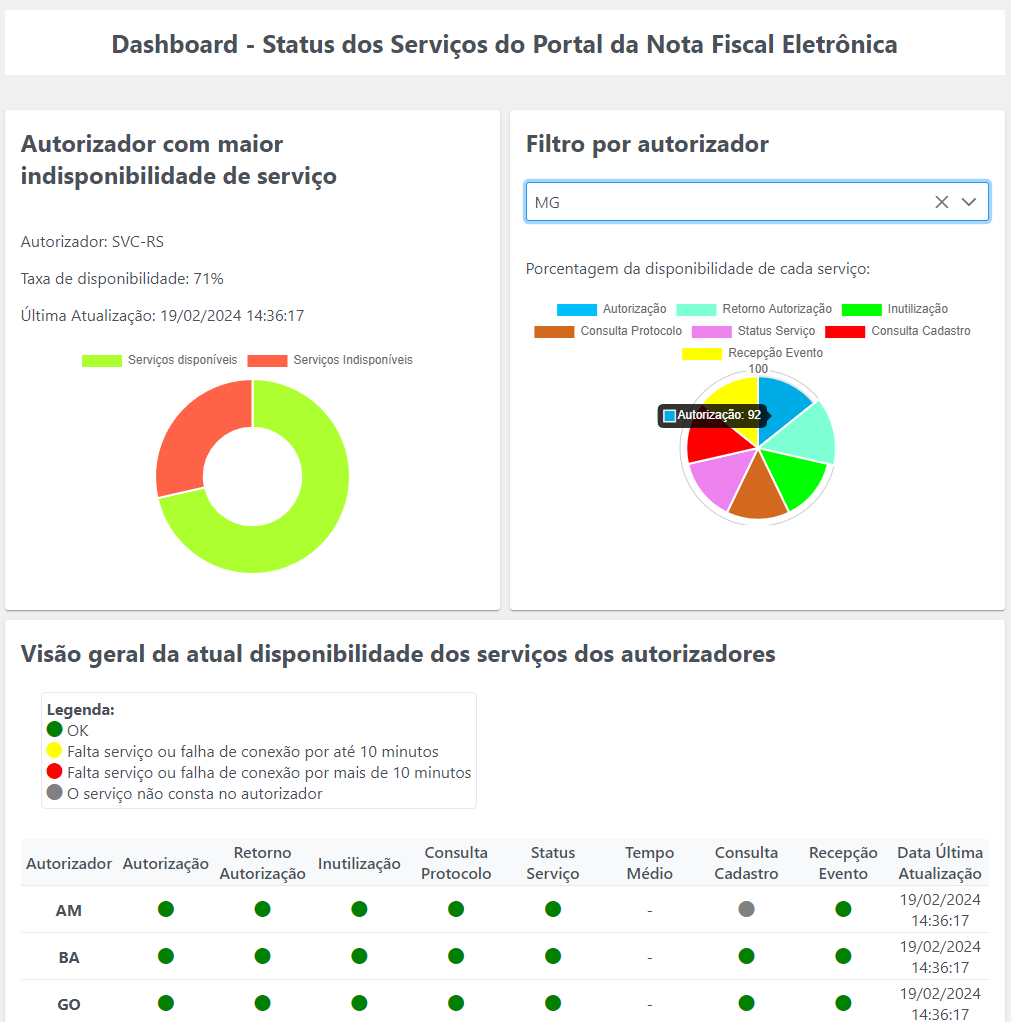 Dashboard - Status dos Serviços do Portal da Nota Fiscal Eletrônica
Autorizador com maior
indisponibilidade de serviço
Autorizador: SVC-RS
Taxa de disponibilidade: 71%
Última Atualização: 19/02/2024 14:36:17
Serviços disponíveis Serviços Indisponíveis
Filtro por autorizador
MG
Porcentagem da disponibilidade de cada serviço:
Autorização Retorno Autorização Inutilização
Consulta Protocolo Status Serviço Consulta Cadastro
Recepção Evento
100
Autorização: 92
Visão geral da atual disponibilidade dos serviços dos autorizadores
Legenda:
OK
Falta serviço ou falha de conexão por até 10 minutos
Falta serviço ou falha de conexão por mais de 10 minutos
O serviço não consta no autorizador
Autorizador Autorização Retorno Autorização Inutilização Consulta Protocolo Status Serviço Tempo Médio Consulta Cadastro Recepção Evento Data Última Atualização
AM - 19/02/2024 14:36:17
BA - 19/02/2024 14:36:17
GO - 19/02/2024 14:36:17